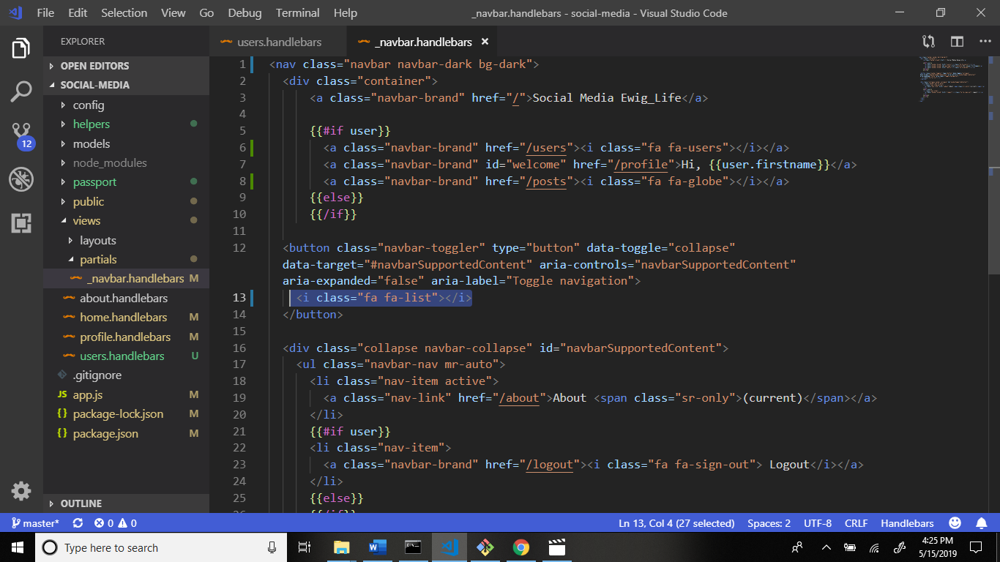 File Edit Selection View Go Debug Terminal Help
_navbar.handlebars - social-media - Visual Studio Code
EXPLORER
OPEN EDITORS
SOCIAL-MEDIA
config
helpers
models
node_modules
passport
public
views
layouts
partials
_navbar.handlebars M
about.handlebars
home.handlebars M
profile.handlebars M
users.handlebars U
.gitignore
JS app.js M
{} package-lock.json M
{} package.json M
OUTLINE
12
users.handlebars
_navbar.handlebars
1 <nav class="navbar navbar-dark bg-dark">
2 <div class="container">
3 <a class="navbar-brand" href="/">Social Media Ewig_Life</a>
4
5 {{#if user}}
6 <a class="navbar-brand" href="/users"><i class="fa fa-users"></i></a>
7 <a class="navbar-brand" id="welcome" href="/profile">Hi, {{user.firstname}}</a>
8 <a class="navbar-brand" href="/posts"><i class="fa fa-globe"></i></a>
9 {{else}}
10 {{/if}}
11
12 <button class="navbar-toggler" type="button" data-toggle="collapse"
data-target="#navbarSupportedContent" aria-controls="navbarSupportedContent"
aria-expanded="false" aria-label="Toggle navigation">
13 <i class="fa fa-list"></i>
14 </button>
15
16 <div class="collapse navbar-collapse" id="navbarSupportedContent">
17 <ul class="navbar-nav mr-auto">
18 <li class="nav-item active">
19 <a class="nav-link" href="/about">About <span class="sr-only">(current)</span></a>
20 </li>
21 {{#if user}}
22 <li class="nav-item">
23 <a class="navbar-brand" href="/logout"><i class="fa fa-sign-out"> Logout</i></a>
24 </li>
25 {{else}}
26 {{/if}}
master* 0 0
Ln 13, Col 4 (27 selected) Spaces: 2 UTF-8 CRLF Handlebars
Type here to search
4:25 PM
5/15/2019